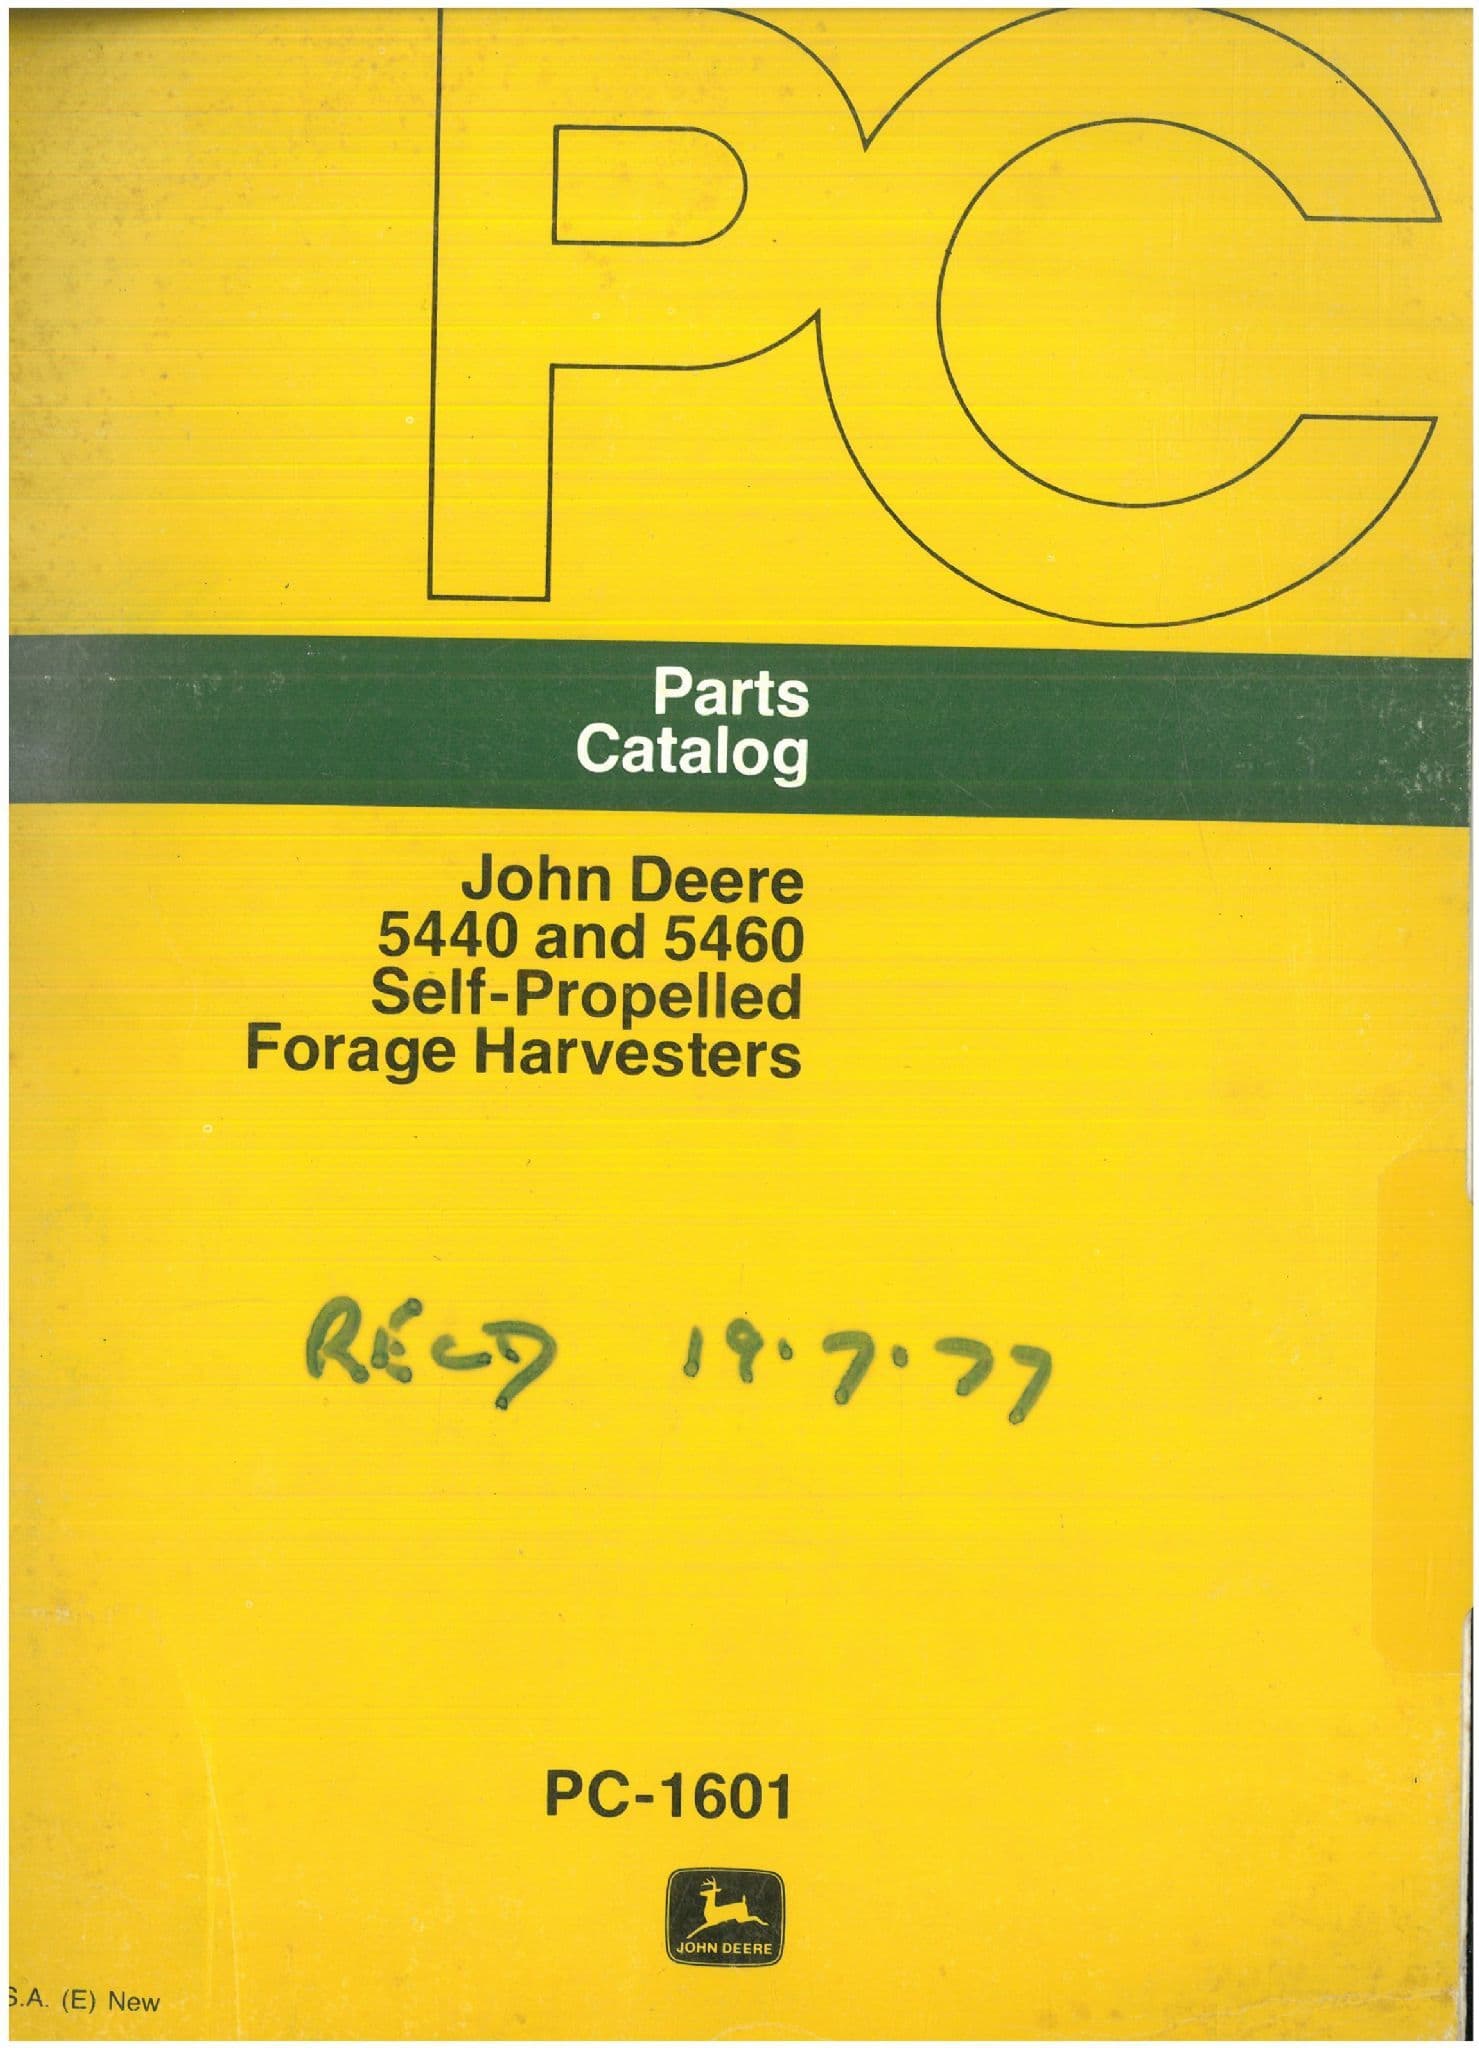 PC
Parts
Catalog
John Deere
5440 and 5460
Self-Propelled
Forage Harvesters
RECD 19.7.77
PC-1601
JOHN DEERE
S.A. (E) New